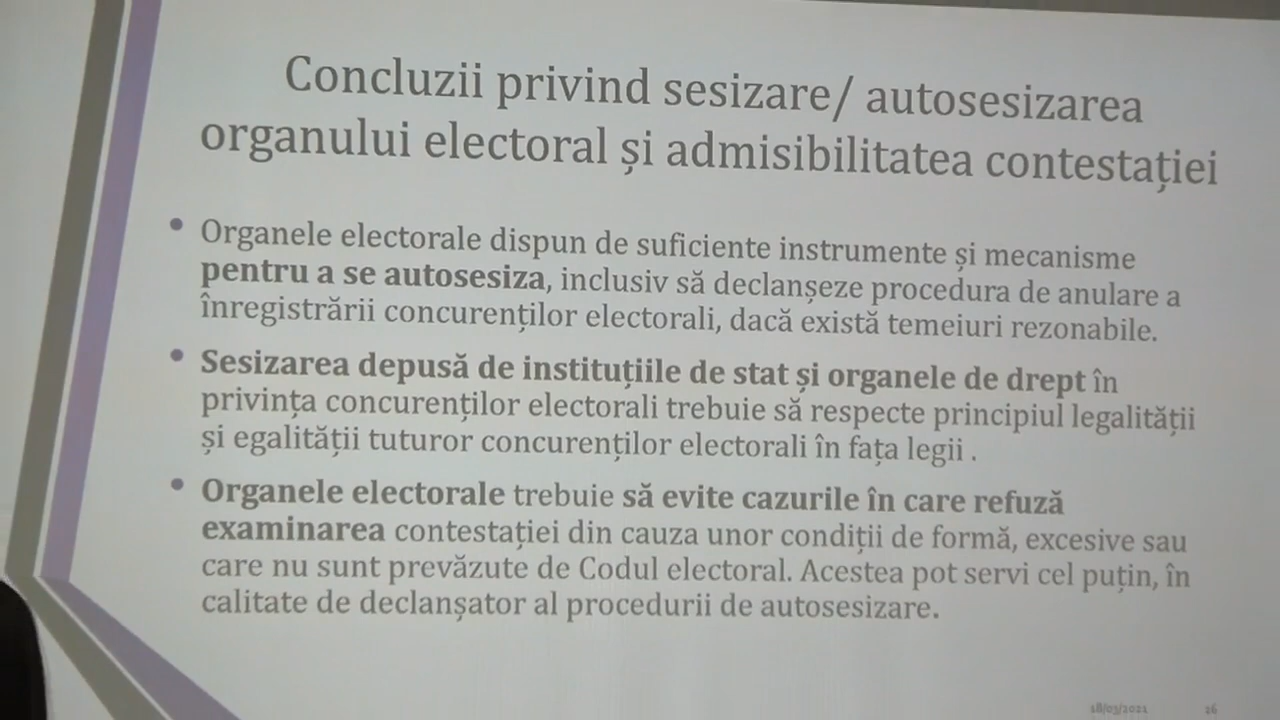 Concluzii privind sesizare/ autosesizarea
organului electoral și admisibilitatea contestației
• Organele electorale dispun de suficiente instrumente și mecanisme
pentru a se autosesiza, inclusiv să declanșeze procedura de anulare a
înregistrării concurenților electorali, dacă există temeiuri rezonabile.
• Sesizarea depusă de instituțiile de stat și organele de drept în
privința concurenților electorali trebuie să respecte principiul legalității
și egalității tuturor concurenților electorali în fața legii .
• Organele electorale trebuie să evite cazurile în care refuză
examinarea contestației din cauza unor condiții de formă, excesive sau
care nu sunt prevăzute de Codul electoral. Acestea pot servi cel puțin, în
calitate de declanșator al procedurii de autosesizare.
18/03/2021 26